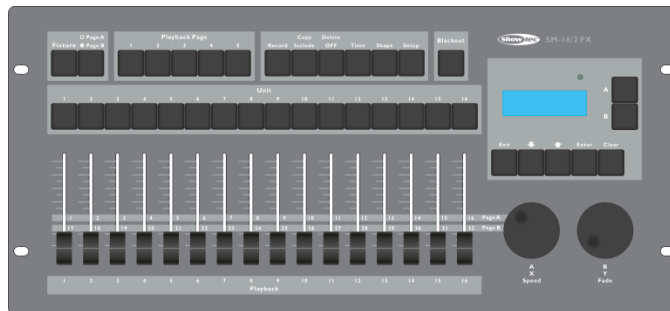 Fixture
Page A
Page B
Playback Page
1 2 3 4 5
Copy Delete
Record Include OFF Time Shape Setup
Blackout
Showtec SM-16/2 FX
A
B
Exit Enter Clear
Unit
1 2 3 4 5 6 7 8 9 10 11 12 13 14 15 16
1 2 3 4 5 6 7 8 9 10 11 12 13 14 15 16 Page A
17 18 19 20 21 22 23 24 25 26 27 28 29 30 31 32 Page B
1 2 3 4 5 6 7 8 9 10 11 12 13 14 15 16
Playback
A
X
Speed
B
Y
Fade